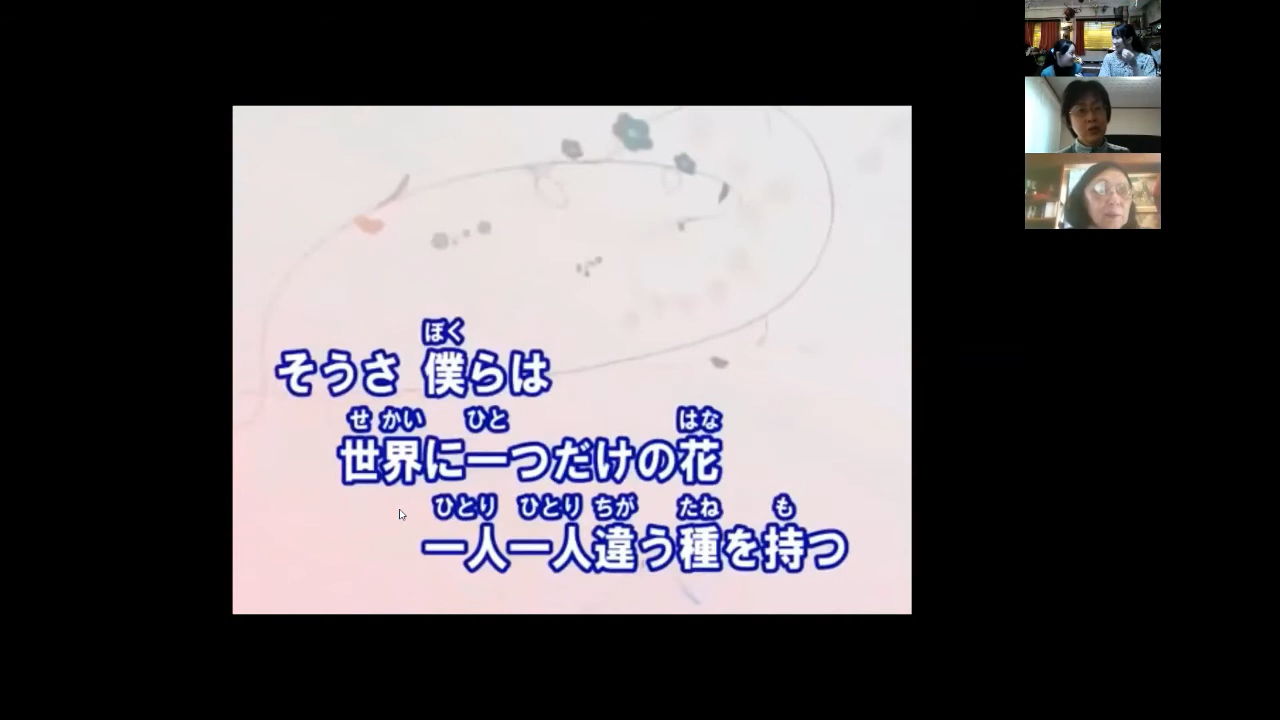 ぼく
そうさ 僕らは
せかい ひと はな
世界に一つだけの花
ひとり ひとり ちが たね も
一人一人違う種を持つ